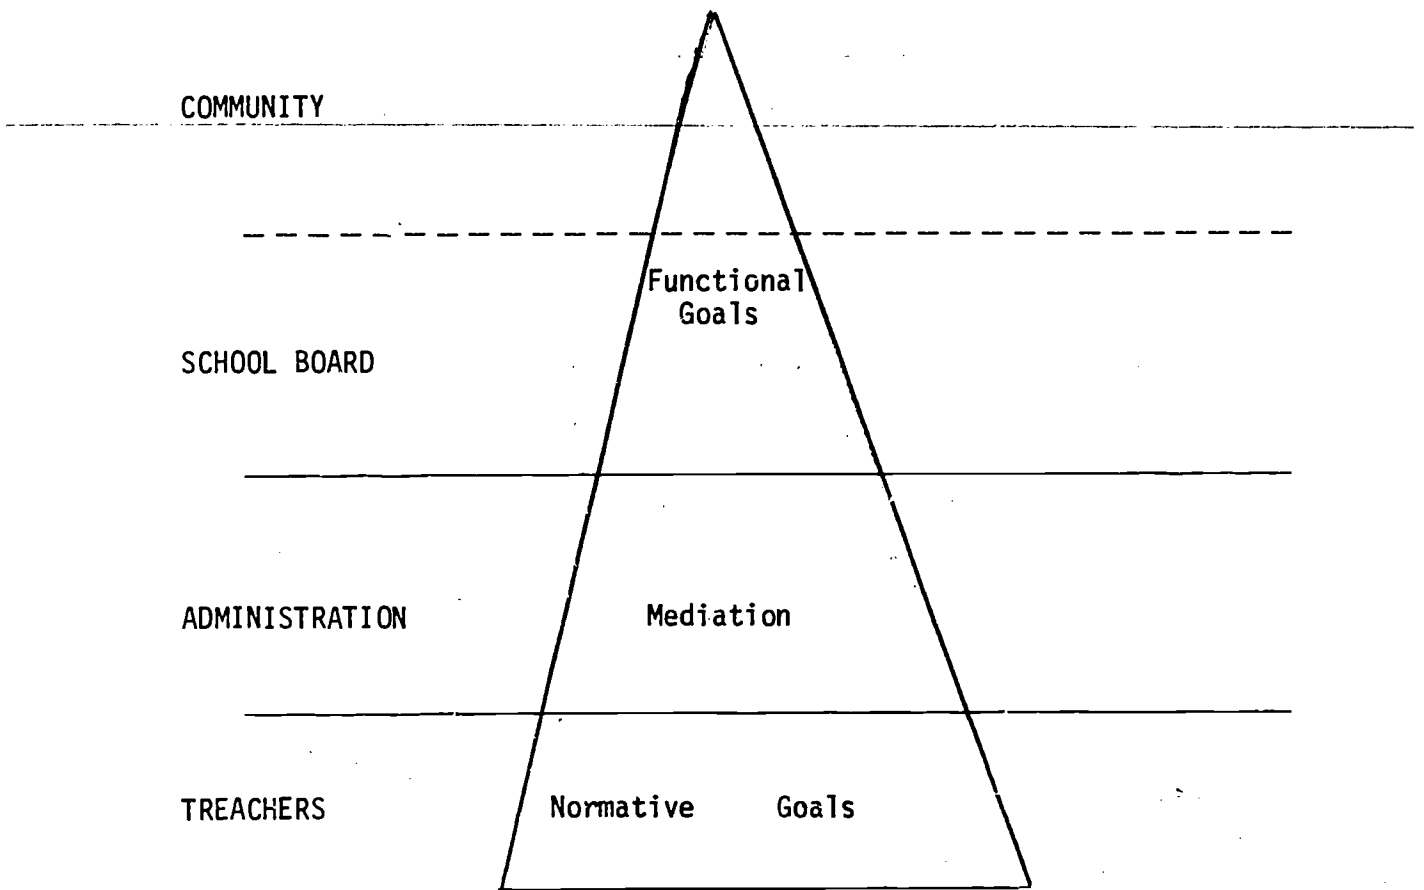 COMMUNITY
Functional
Goals
SCHOOL BOARD
ADMINISTRATION Mediation
TREACHERS Normative Goals